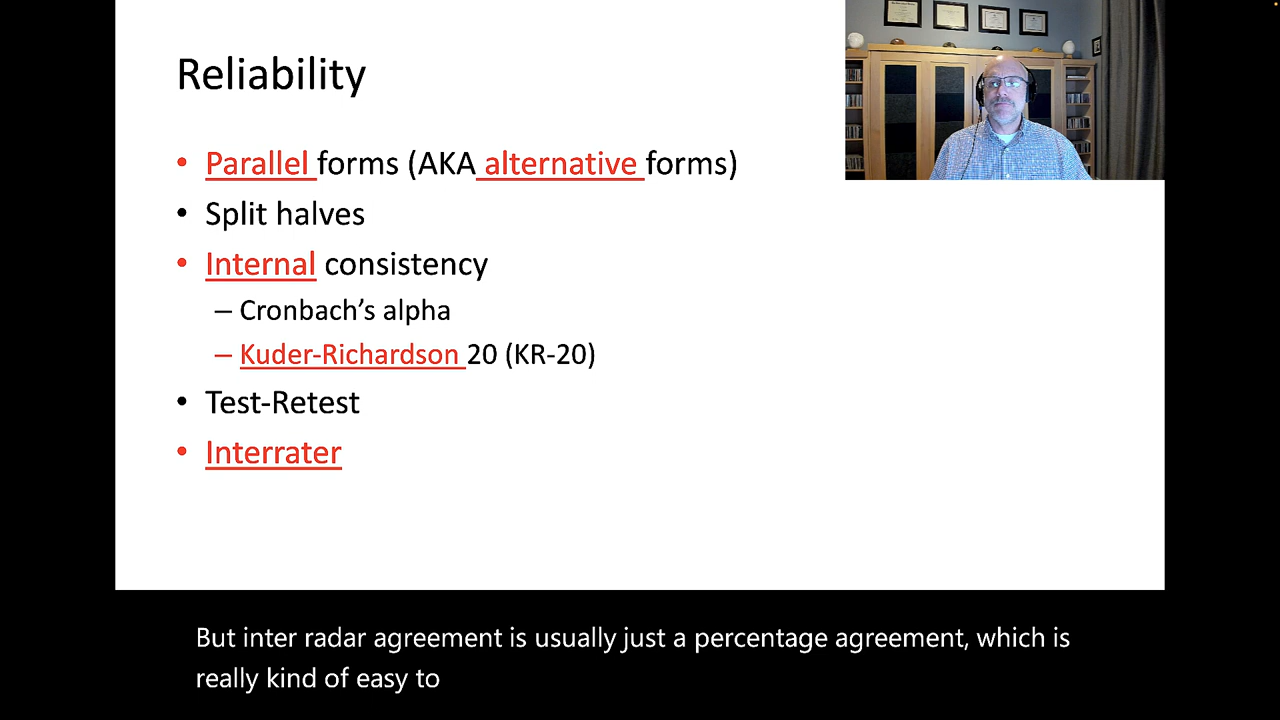 Reliability
• Parallel forms (AKA alternative forms)
• Split halves
• Internal consistency
– Cronbach’s alpha
– Kuder-Richardson 20 (KR-20)
• Test-Retest
• Interrater
But inter radar agreement is usually just a percentage agreement, which is
really kind of easy to